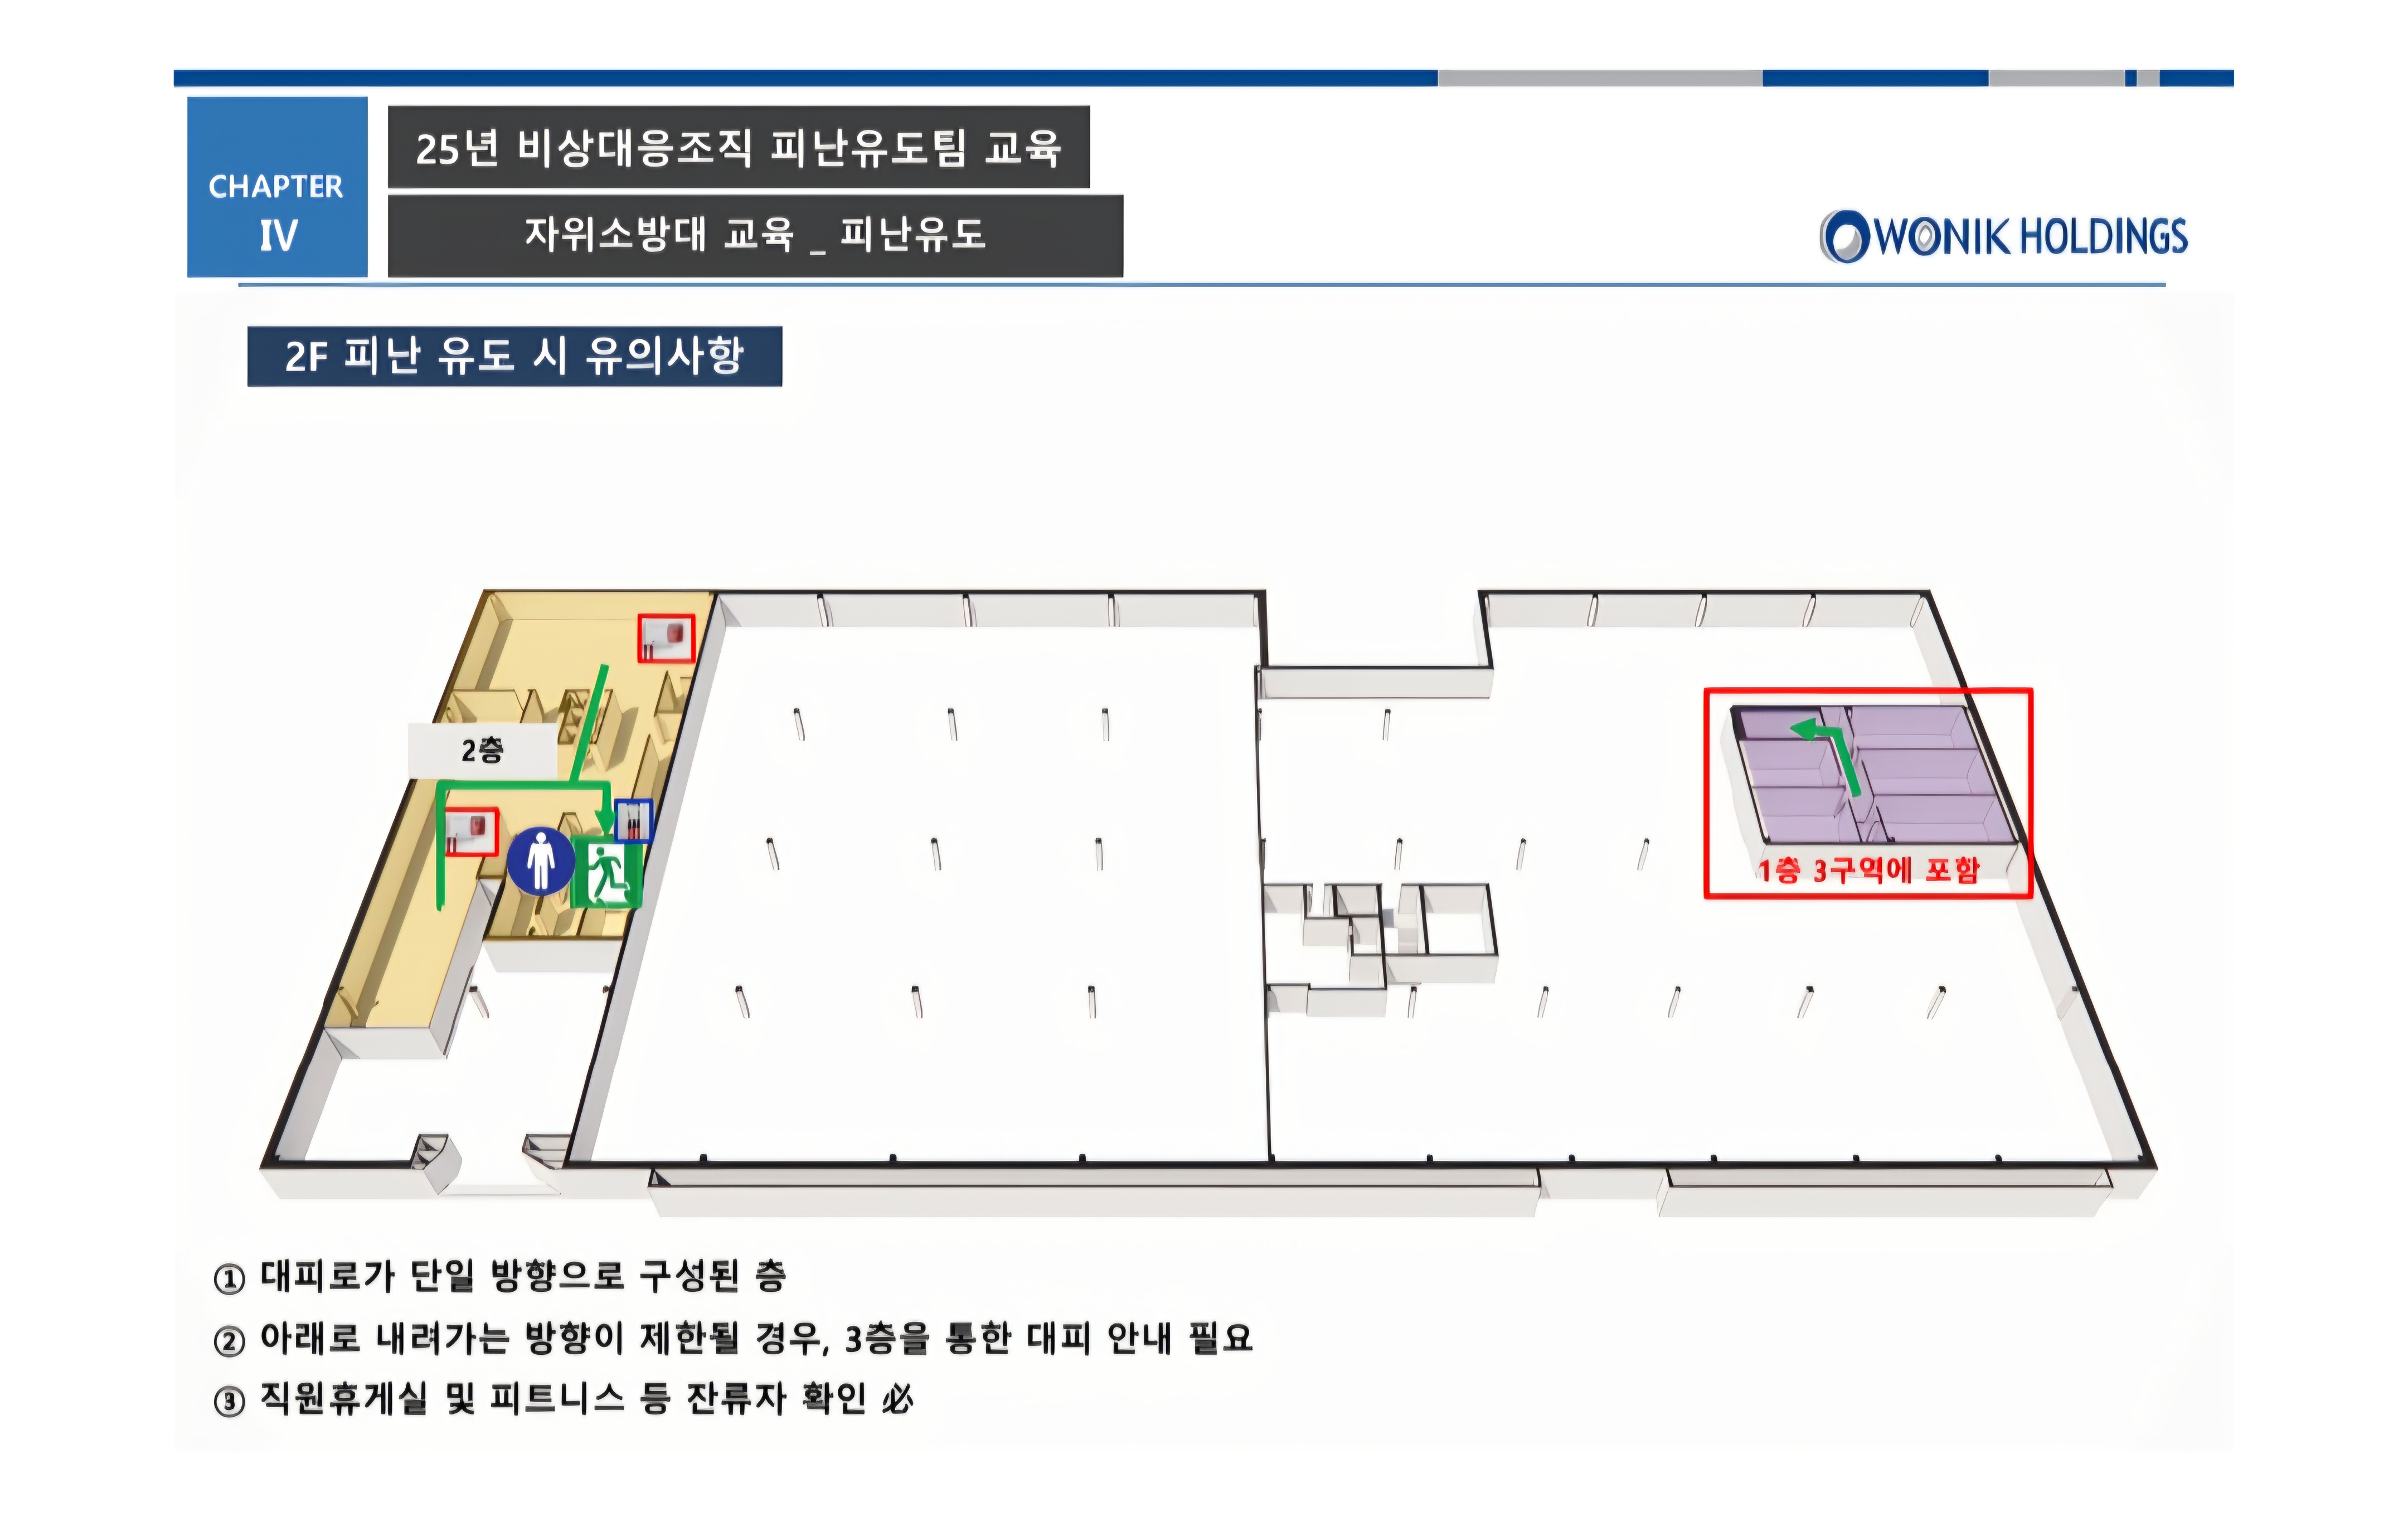 CHAPTER
IV
25년 비상대응조직 피난유도팀 교육
자위소방대 교육 _ 피난유도
WONIK HOLDINGS
2F 피난 유도 시 유의사항
2층
1층 3구역에 포함
① 대피로가 단일 방향으로 구성된 층
② 아래로 내려가는 방향이 제한될 경우, 3층을 통한 대피 안내 필요
③ 직원휴게실 및 피트니스 등 잔류자 확인 必